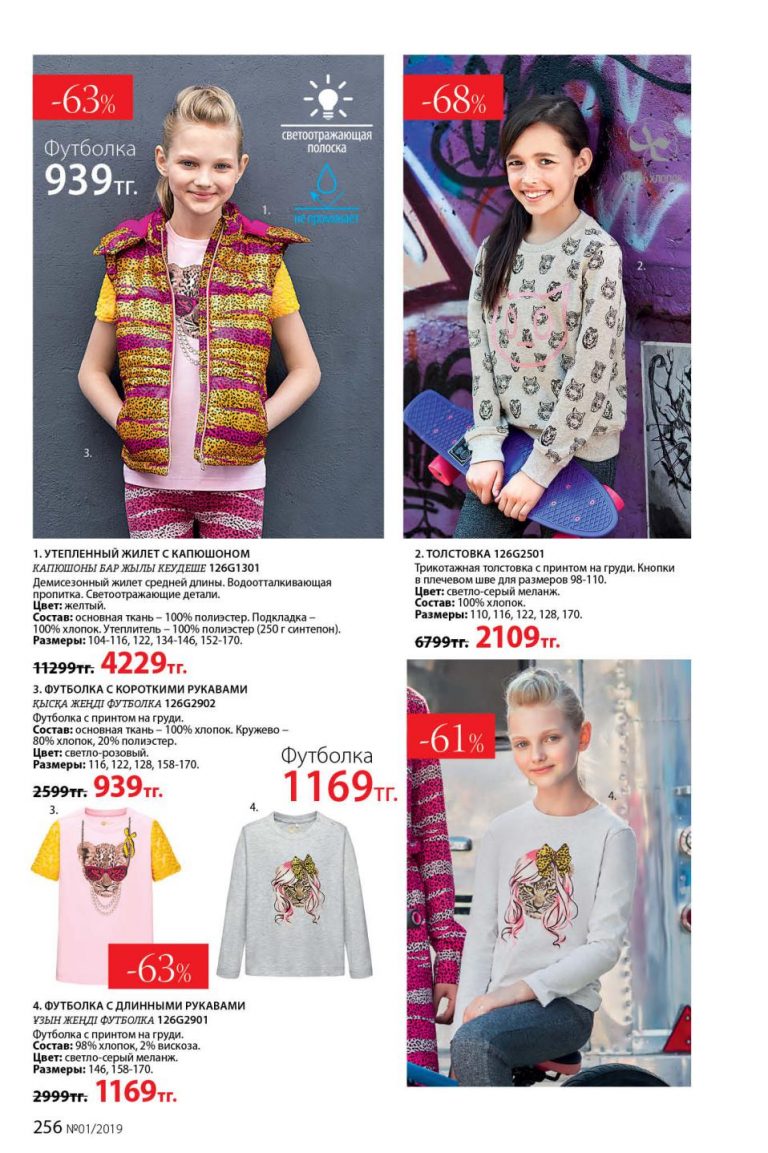 -63%
Футболка
939тг.
светоотражающая
полоска
не промокает
1.
3.
-68%
хлопок
2.
1. УТЕПЛЕННЫЙ ЖИЛЕТ С КАПЮШОНОМ
КАПЮШОНЫ БАР ЖЫЛЫ КЕУДЕШЕ 126G1301
Демисезонный жилет средней длины. Водоотталкивающая
пропитка. Светоотражающие детали.
Цвет: желтый.
Состав: основная ткань – 100% полиэстер. Подкладка –
100% хлопок. Утеплитель – 100% полиэстер (250 г синтепон).
Размеры: 104-116, 122, 134-146, 152-170.
11299тг. 4229тг.
2. ТОЛСТОВКА 126G2501
Трикотажная толстовка с принтом на груди. Кнопки
в плечевом шве для размеров 98-110.
Цвет: светло-серый меланж.
Состав: 100% хлопок.
Размеры: 110, 116, 122, 128, 170.
6799тг. 2109тг.
3. ФУТБОЛКА С КОРОТКИМИ РУКАВАМИ
ҚЫСҚА ЖЕҢДІ ФУТБОЛКА 126G2902
Футболка с принтом на груди.
Состав: основная ткань – 100% хлопок. Кружево –
80% хлопок, 20% полиэстер.
Цвет: светло-розовый.
Размеры: 116, 122, 128, 158-170.
2599тг. 939тг.
Футболка
1169тг.
3.
4.
-63%
-61%
4.
4. ФУТБОЛКА С ДЛИННЫМИ РУКАВАМИ
ҰЗЫН ЖЕҢДІ ФУТБОЛКА 126G2901
Футболка с принтом на груди.
Состав: 98% хлопок, 2% вискоза.
Цвет: светло-серый меланж.
Размеры: 146, 158-170.
2999тг. 1169тг.
256 №01/2019